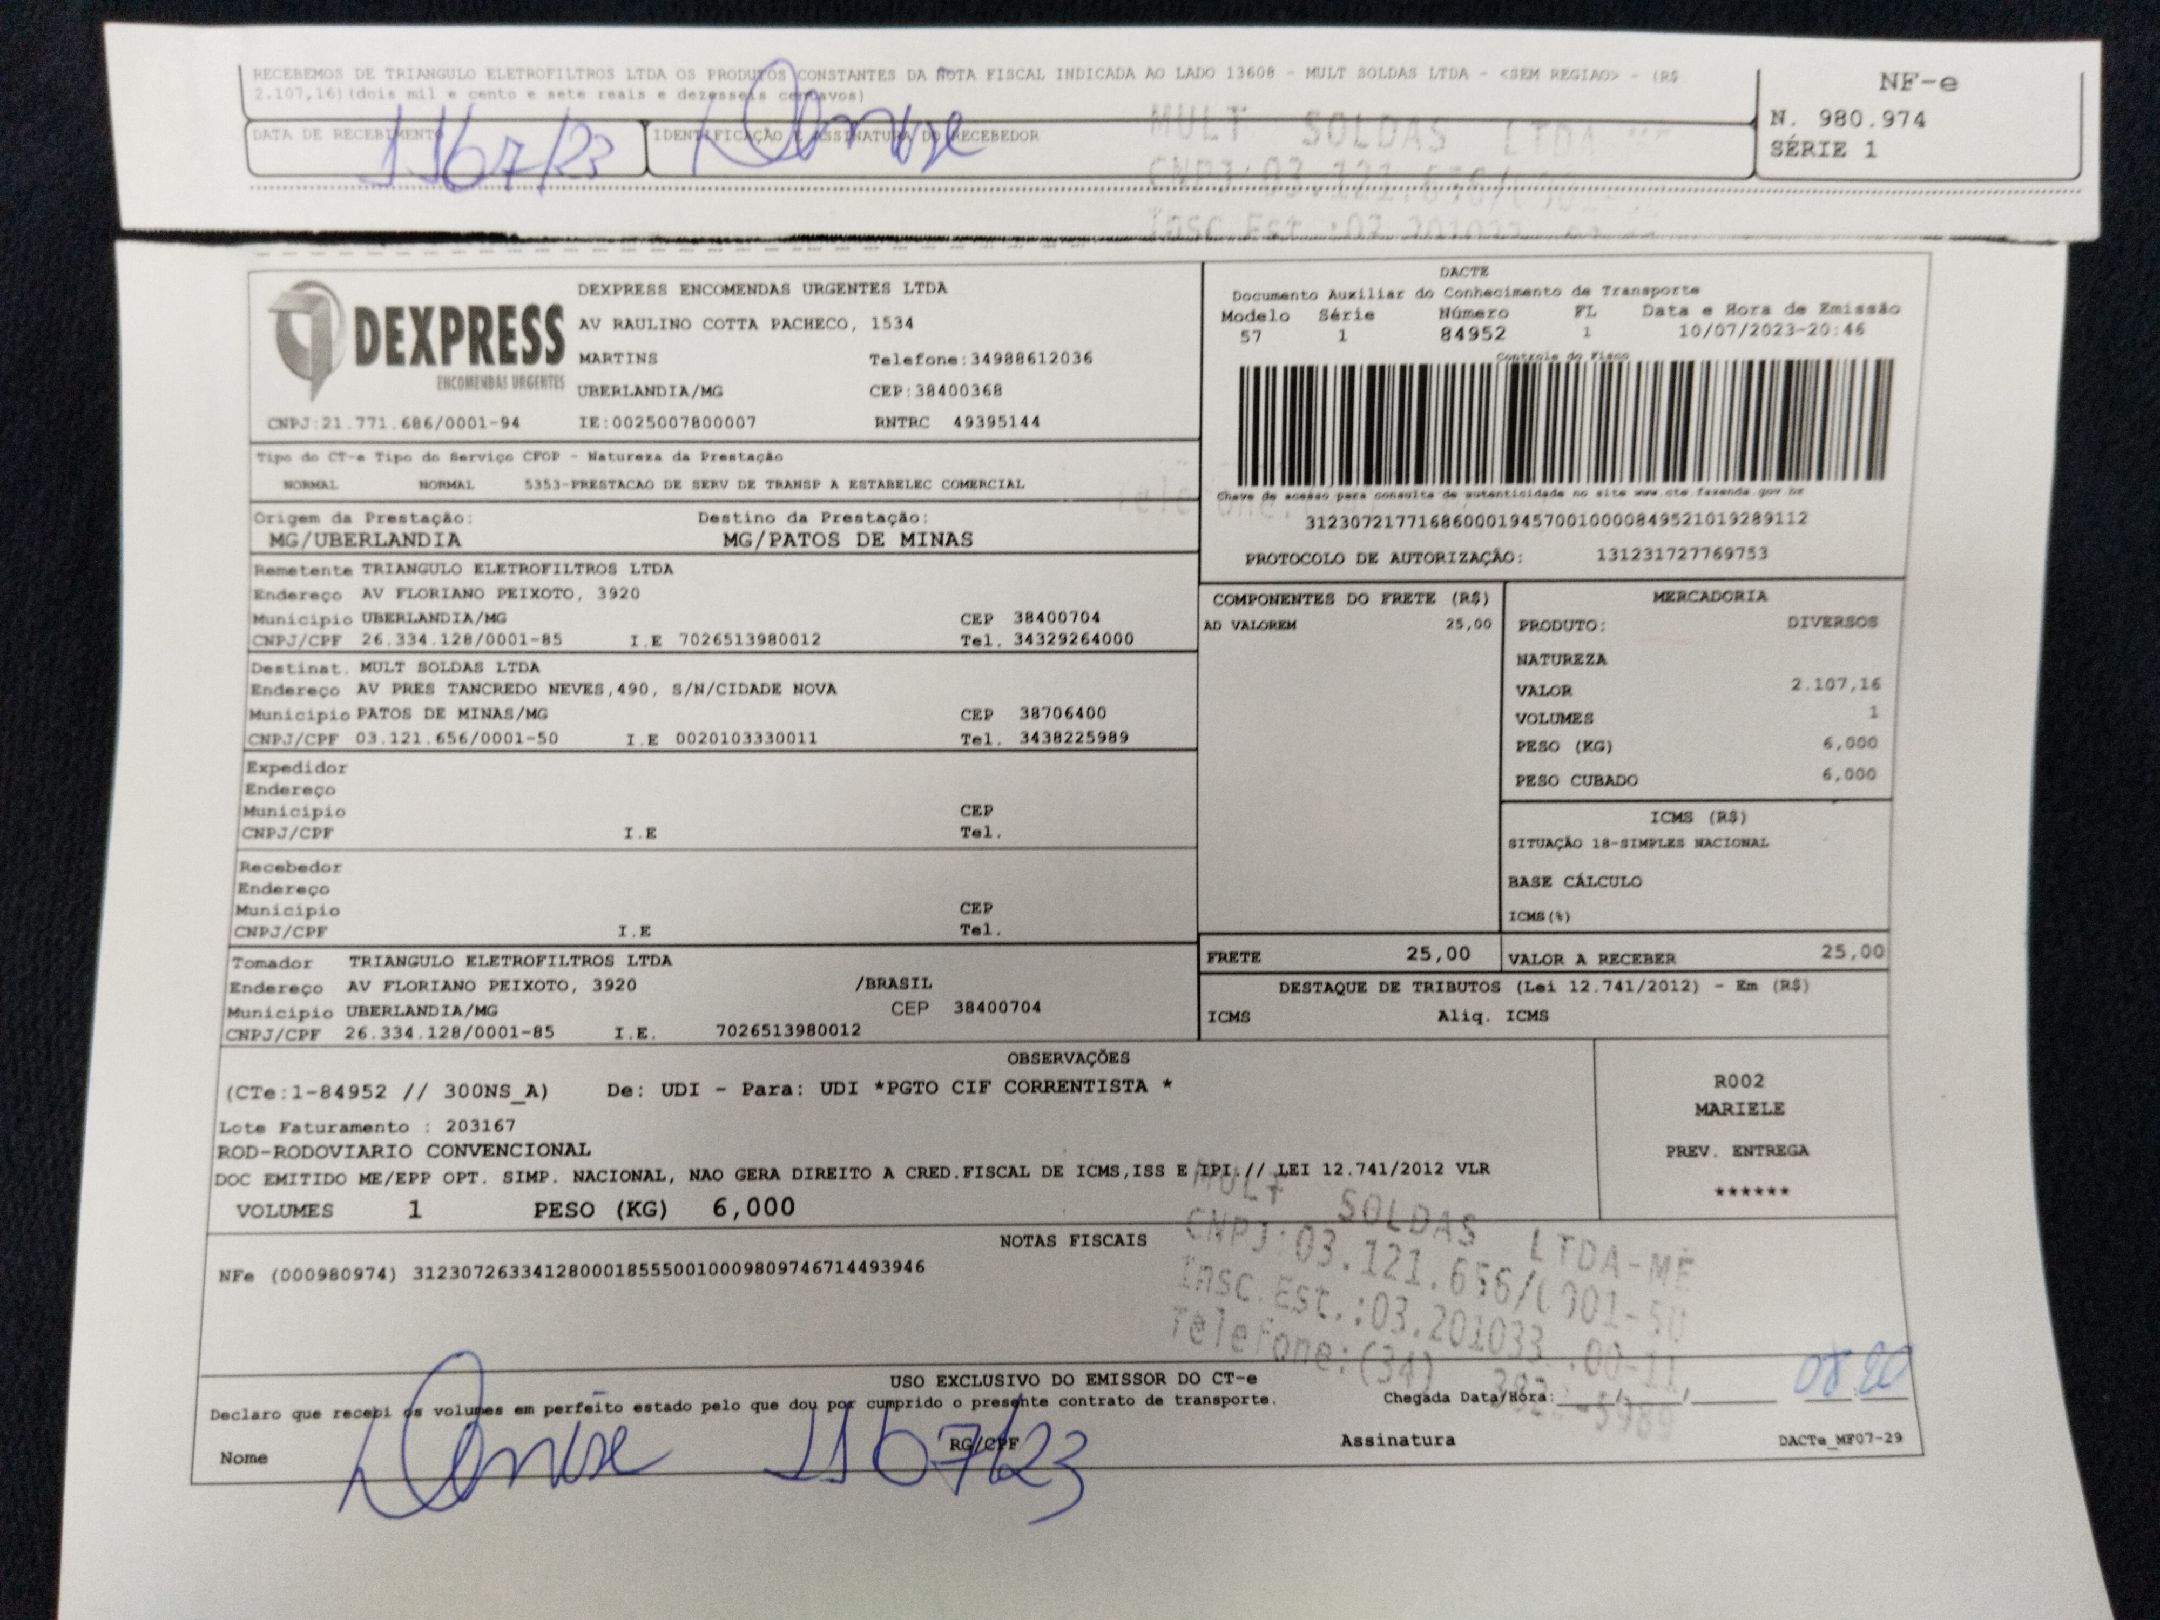 RECEBEMOS DE TRIANGULO ELETROFILTROS LTDA OS PRODUTOS CONSTANTES DA NOTA FISCAL INDICADA AO LADO 13608 - MULT SOLDAS LTDA - <SEM REGIAO> - (R$
2.107,16)(dois mil e cento e sete reais e dezesseis centavos)
DATA DE RECEBIMENTO IDENTIFICAÇÃO E ASSINATURA DO RECEBEDOR
11/07/23 Denise
NF-e
N. 980.974
SÉRIE 1
MULT SOLDAS LTDA-ME
CNPJ:03.121.656/
Insc.Est.:03.201033
DEXPRESS
ENCOMENDAS URGENTES
DEXPRESS ENCOMENDAS URGENTES LTDA
AV RAULINO COTTA PACHECO, 1534
MARTINS Telefone:34988612036
UBERLANDIA/MG CEP:38400368
CNPJ:21.771.686/0001-94 IE:0025007800007 RNTRC 49395144
DACTE
Documento Auxiliar do Conhecimento de Transporte
Modelo Série Número FL Data e Hora de Emissão
57 1 84952 1 10/07/2023-20:46
Controle do Fisco
Chave de acesso para consulta de autenticidade no site www.cte.fazenda.gov.br
31230721771686000194570010000849521019289112
PROTOCOLO DE AUTORIZAÇÃO: 131231727769753
Tipo do CT-e Tipo do Serviço CFOP - Natureza da Prestação
NORMAL NORMAL 5353-PRESTACAO DE SERV DE TRANSP A ESTABELEC COMERCIAL
Origem da Prestação: Destino da Prestação:
MG/UBERLANDIA MG/PATOS DE MINAS
Remetente TRIANGULO ELETROFILTROS LTDA
Endereço AV FLORIANO PEIXOTO, 3920
Municipio UBERLANDIA/MG CEP 38400704
CNPJ/CPF 26.334.128/0001-85 I.E 7026513980012 Tel. 34329264000
Destinat. MULT SOLDAS LTDA
Endereço AV PRES TANCREDO NEVES,490, S/N/CIDADE NOVA
Municipio PATOS DE MINAS/MG CEP 38706400
CNPJ/CPF 03.121.656/0001-50 I.E 0020103330011 Tel. 3438225989
Expedidor
Endereço
Municipio CEP
CNPJ/CPF I.E Tel.
Recebedor
Endereço
Municipio CEP
CNPJ/CPF I.E Tel.
Tomador TRIANGULO ELETROFILTROS LTDA
Endereço AV FLORIANO PEIXOTO, 3920 /BRASIL
Municipio UBERLANDIA/MG CEP 38400704
CNPJ/CPF 26.334.128/0001-85 I.E. 7026513980012
COMPONENTES DO FRETE (R$)
AD VALOREM 25,00
MERCADORIA
PRODUTO: DIVERSOS
NATUREZA
VALOR 2.107,16
VOLUMES 1
PESO (KG) 6,000
PESO CUBADO 6,000
ICMS (R$)
SITUAÇÃO 18-SIMPLES NACIONAL
BASE CÁLCULO
ICMS(%)
FRETE 25,00 VALOR A RECEBER 25,00
DESTAQUE DE TRIBUTOS (Lei 12.741/2012) - Em (R$)
ICMS Aliq. ICMS
OBSERVAÇÕES
(CTe:1-84952 // 300NS_A) De: UDI - Para: UDI *PGTO CIF CORRENTISTA *
Lote Faturamento : 203167
ROD-RODOVIARIO CONVENCIONAL
DOC EMITIDO ME/EPP OPT. SIMP. NACIONAL, NAO GERA DIREITO A CRED.FISCAL DE ICMS,ISS E IPI.// LEI 12.741/2012 VLR
VOLUMES 1 PESO (KG) 6,000
R002
MARIELE
PREV. ENTREGA
******
NOTAS FISCAIS
NFe (000980974) 31230726334128000185550010009809746714493946
MULT SOLDAS LTDA-ME
CNPJ:03.121.656/0001-50
Insc.Est.:03.201033 .00-11
Telefone:(34) 382 -5989
USO EXCLUSIVO DO EMISSOR DO CT-e
Declaro que recebi os volumes em perfeito estado pelo que dou por cumprido o presente contrato de transporte. Chegada Data/Hora: 08:20
Nome Denise RG/CPF 11/07/23 Assinatura DACTe_MF07-29